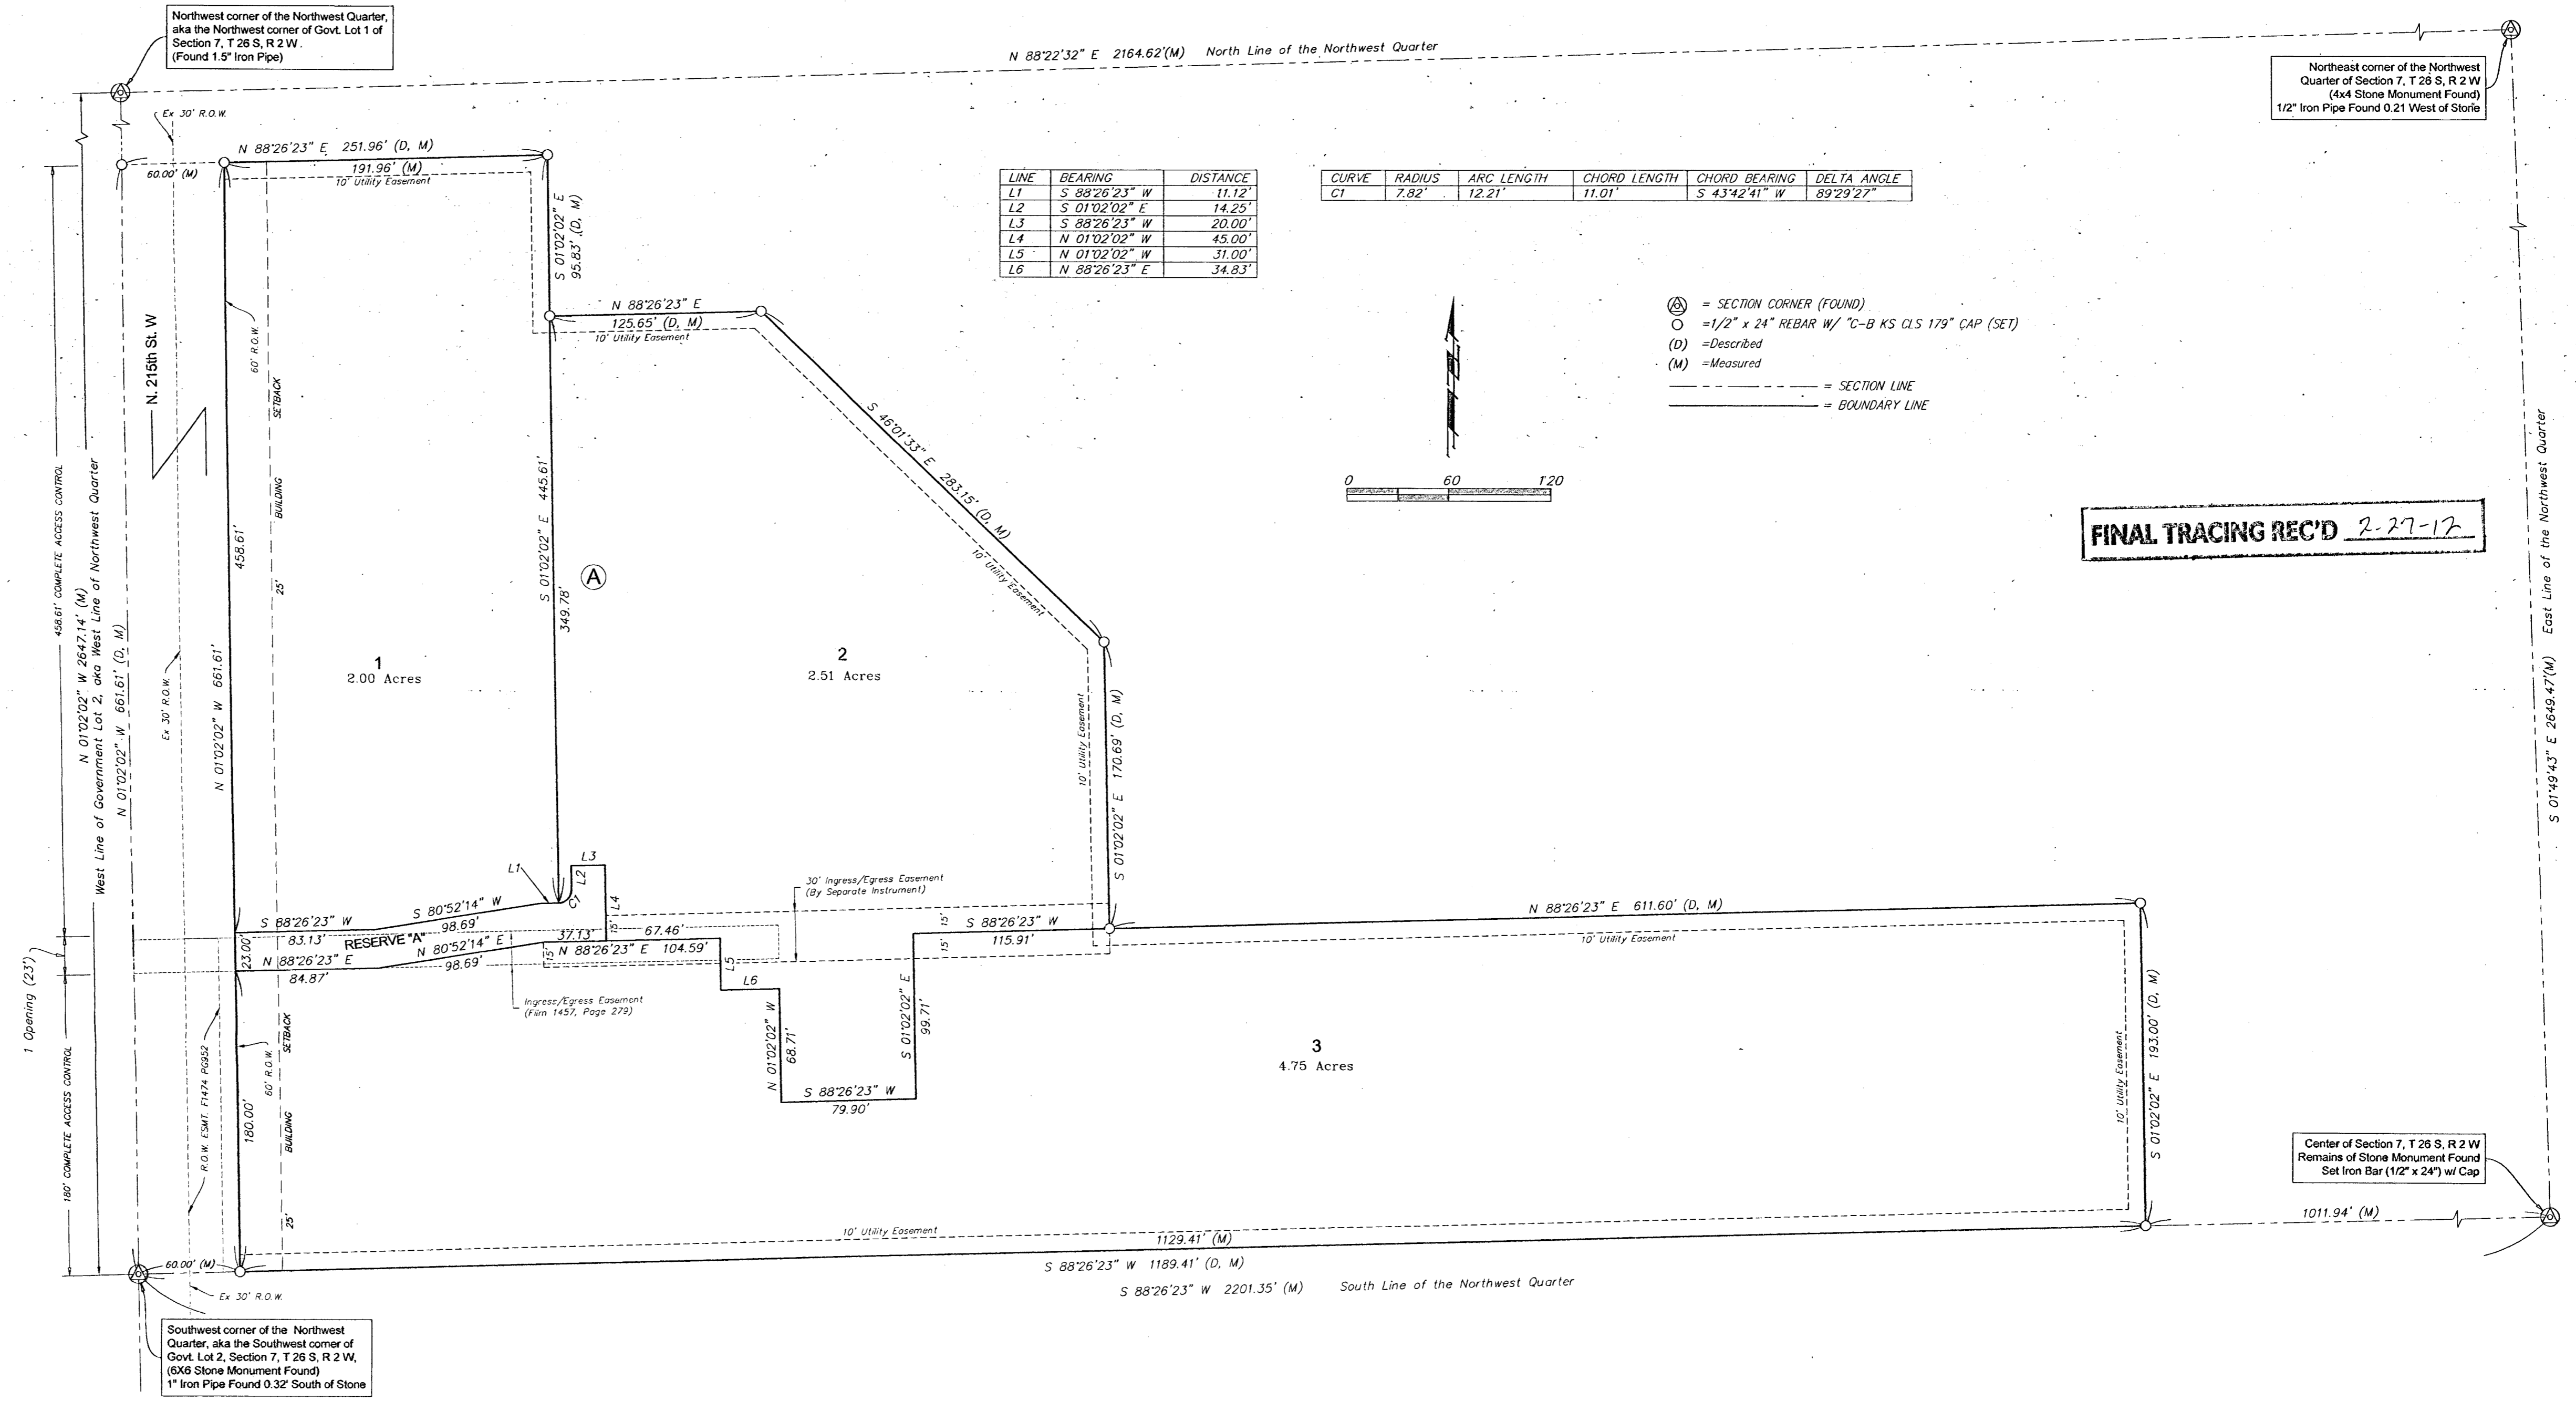 Northwest corner of the Northwest Quarter,
aka the Northwest corner of Govt. Lot 1 of
Section 7, T 26 S, R 2 W .
(Found 1.5" Iron Pipe)
N 88°22'32" E 2164.62'(M) North Line of the Northwest Quarter
Northeast corner of the Northwest
Quarter of Section 7, T 26 S, R 2 W
(4x4 Stone Monument Found)
1/2" Iron Pipe Found 0.21 West of Stone
Ex 30' R.O.W.
N 88°26'23" E 251.96' (D, M)
60.00' (M)
191.96' (M)
10' Utility Easement
S 01°02'02" E
95.83' (D, M)
LINE BEARING DISTANCE
L1 S 88°26'23" W 11.12'
L2 S 01°02'02" E 14.25'
L3 S 88°26'23" W 20.00'
L4 N 01°02'02" W 45.00'
L5 N 01°02'02" W 31.00'
L6 N 88°26'23" E 34.83'
CURVE RADIUS ARC LENGTH CHORD LENGTH CHORD BEARING DELTA ANGLE
C1 7.82' 12.21' 11.01' S 43°42'41" W 89°29'27"
= SECTION CORNER (FOUND)
=1/2" x 24" REBAR W/ "C-B KS CLS 179" CAP (SET)
(D) =Described
(M) =Measured
= SECTION LINE
= BOUNDARY LINE
0 60 120
FINAL TRACING REC'D 2-27-12
N 88°26'23" E
125.65' (D, M)
10' Utility Easement
N. 215th St. W
60' R.O.W.
25' BUILDING SETBACK
458.61' COMPLETE ACCESS CONTROL
N 01°02'02" W 2647.14' (M)
West Line of Government Lot 2, aka West Line of Northwest Quarter
N 01°02'02" W 661.61' (D, M)
Ex 30' R.O.W.
458.61'
N 01°02'02" W 661.61'
S 01°02'02" E 445.61'
349.78'
A
S 46°01'33" E 283.15' (D, M)
10' Utility Easement
1
2.00 Acres
2
2.51 Acres
10' Utility Easement
S 01°02'02" E 170.69' (D, M)
S 01°49'43" E 2649.47'(M) East Line of the Northwest Quarter
L1
L2
L3
L4
C1
30' Ingress/Egress Easement
(By Separate Instrument)
S 88°26'23" W
83.13'
S 80°52'14" W
98.69'
RESERVE "A"
23.00'
N 88°26'23" E
84.87'
N 80°52'14" E
98.69'
37.13'
67.46'
15'
15'
N 88°26'23" E 104.59'
L5
L6
15'
15'
S 88°26'23" W
115.91'
N 88°26'23" E 611.60' (D, M)
10' Utility Easement
Ingress/Egress Easement
(Film 1457, Page 279)
1 Opening (23')
180' COMPLETE ACCESS CONTROL
R.O.W. ESMT. F1474 PG952
180.00'
60' R.O.W.
25' BUILDING SETBACK
N 01°02'02" W
68.71'
S 88°26'23" W
79.90'
S 01°02'02" E
99.71'
3
4.75 Acres
10' Utility Easement
S 01°02'02" E 193.00' (D, M)
Center of Section 7, T 26 S, R 2 W
Remains of Stone Monument Found
Set Iron Bar (1/2" x 24") w/ Cap
1011.94' (M)
10' Utility Easement
1129.41' (M)
60.00' (M)
S 88°26'23" W 1189.41' (D, M)
S 88°26'23" W 2201.35' (M) South Line of the Northwest Quarter
Ex 30' R.O.W.
Southwest corner of the Northwest
Quarter, aka the Southwest corner of
Govt. Lot 2, Section 7, T 26 S, R 2 W,
(6X6 Stone Monument Found)
1" Iron Pipe Found 0.32' South of Stone